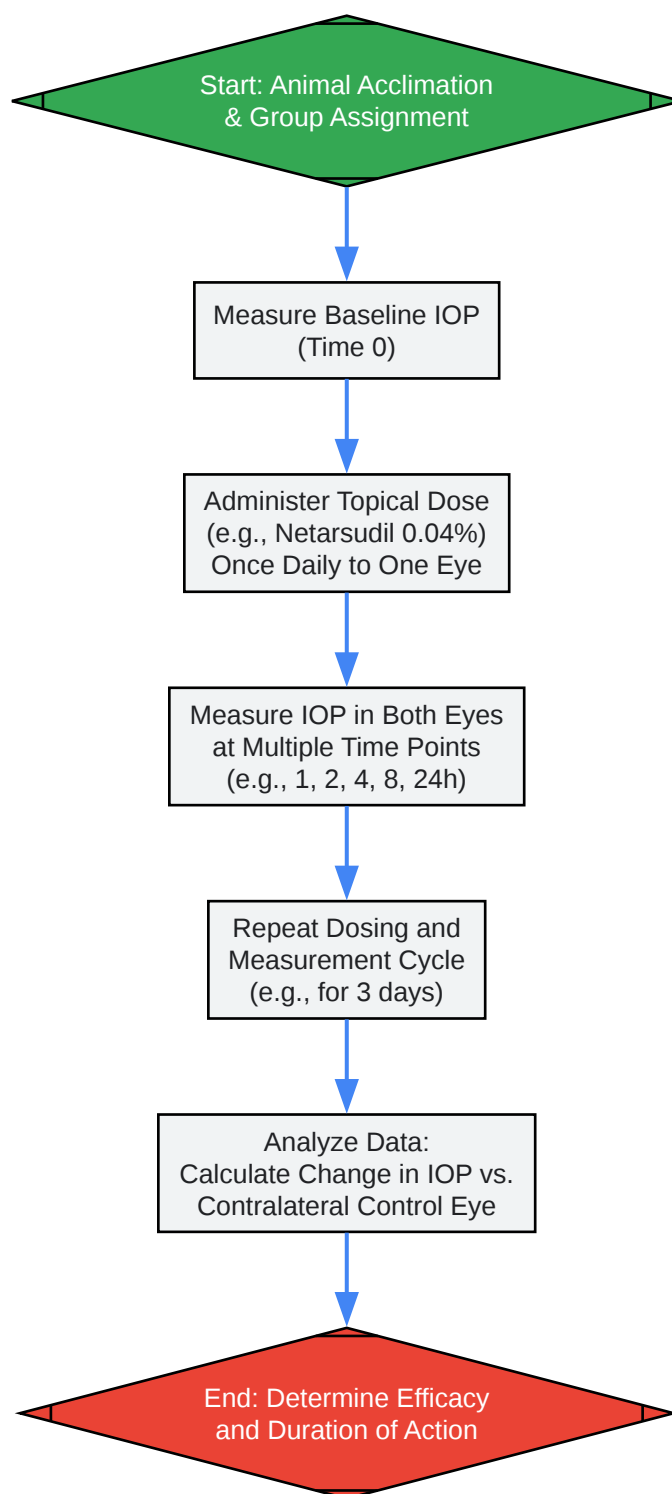 Start: Animal Acclimation
& Group Assignment
Measure Baseline IOP
(Time 0)
Administer Topical Dose
(e.g., Netarsudil 0.04%)
Once Daily to One Eye
Measure IOP in Both Eyes
at Multiple Time Points
(e.g., 1, 2, 4, 8, 24h)
Repeat Dosing and
Measurement Cycle
(e.g., for 3 days)
Analyze Data:
Calculate Change in IOP vs.
Contralateral Control Eye
End: Determine Efficacy
and Duration of Action